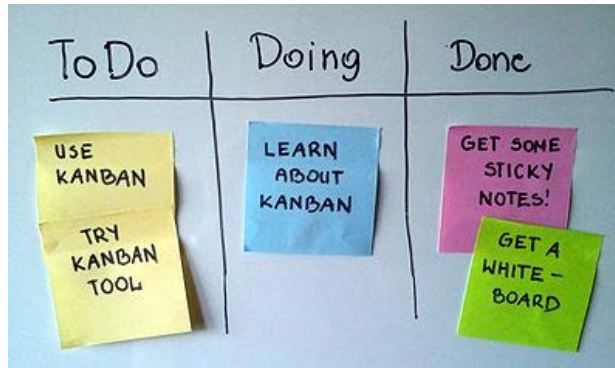 To Do
Doing
Done
USE
KANBAN
TRY
KANBAN
TOOL
LEARN
ABOUT
KANBAN
GET SOME
STICKY
NOTES!
GET A
WHITE -
BOARD